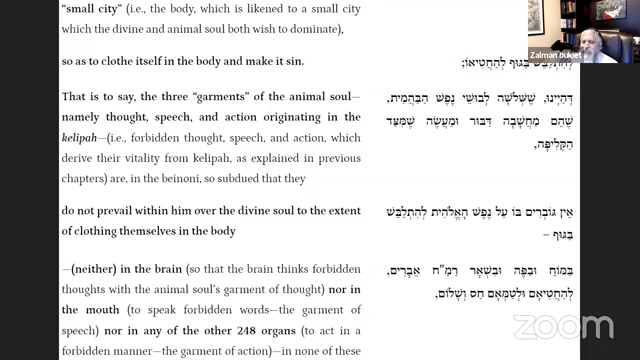 "small city" (i.e., the body, which is likened to a small city
which the divine and animal soul both wish to dominate),
so as to clothe itself in the body and make it sin.
לְהִתְלַבֵּשׁ בַּגּוּף לְהַחֲטִיאוֹ;
That is to say, the three "garments" of the animal soul—
namely thought, speech, and action originating in the
kelipah—(i.e., forbidden thought, speech, and action, which
derive their vitality from kelipah, as explained in previous
chapters) are, in the beinoni, so subdued that they
דְּהַיְינוּ, שֶׁשְּׁלֹשָׁה לְבוּשֵׁי נֶפֶשׁ הַבַּהֲמִית,
שֶׁהֵם מַחֲשָׁבָה דִּבּוּר וּמַעֲשֶׂה שֶׁמִּצַּד
הַקְּלִיפָּה,
do not prevail within him over the divine soul to the extent
of clothing themselves in the body
אֵין גּוֹבְרִים בּוֹ עַל נֶפֶשׁ הָאֱלֹהִית לְהִתְלַבֵּשׁ
בַּגּוּף –
—(neither) in the brain (so that the brain thinks forbidden
thoughts with the animal soul's garment of thought) nor in
the mouth (to speak forbidden words—the garment of
speech) nor in any of the other 248 organs (to act in a
forbidden manner—the garment of action)—in none of these
בַּמּוֹחַ וּבַפֶּה וּבִשְׁאָר רַמַ"ח אֵבָרִים,
לְהַחֲטִיאָם וּלְטַמְּאָם חַס וְשָׁלוֹם,
Zalman bukiet
zoom